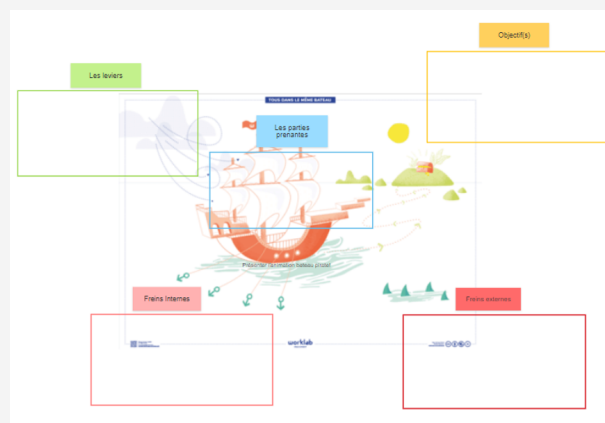 Objectif(s)
Les leviers
TOUS DANS LE MÊME BATEAU
Les parties
prenantes
Freins Internes
Freins externes
worklab